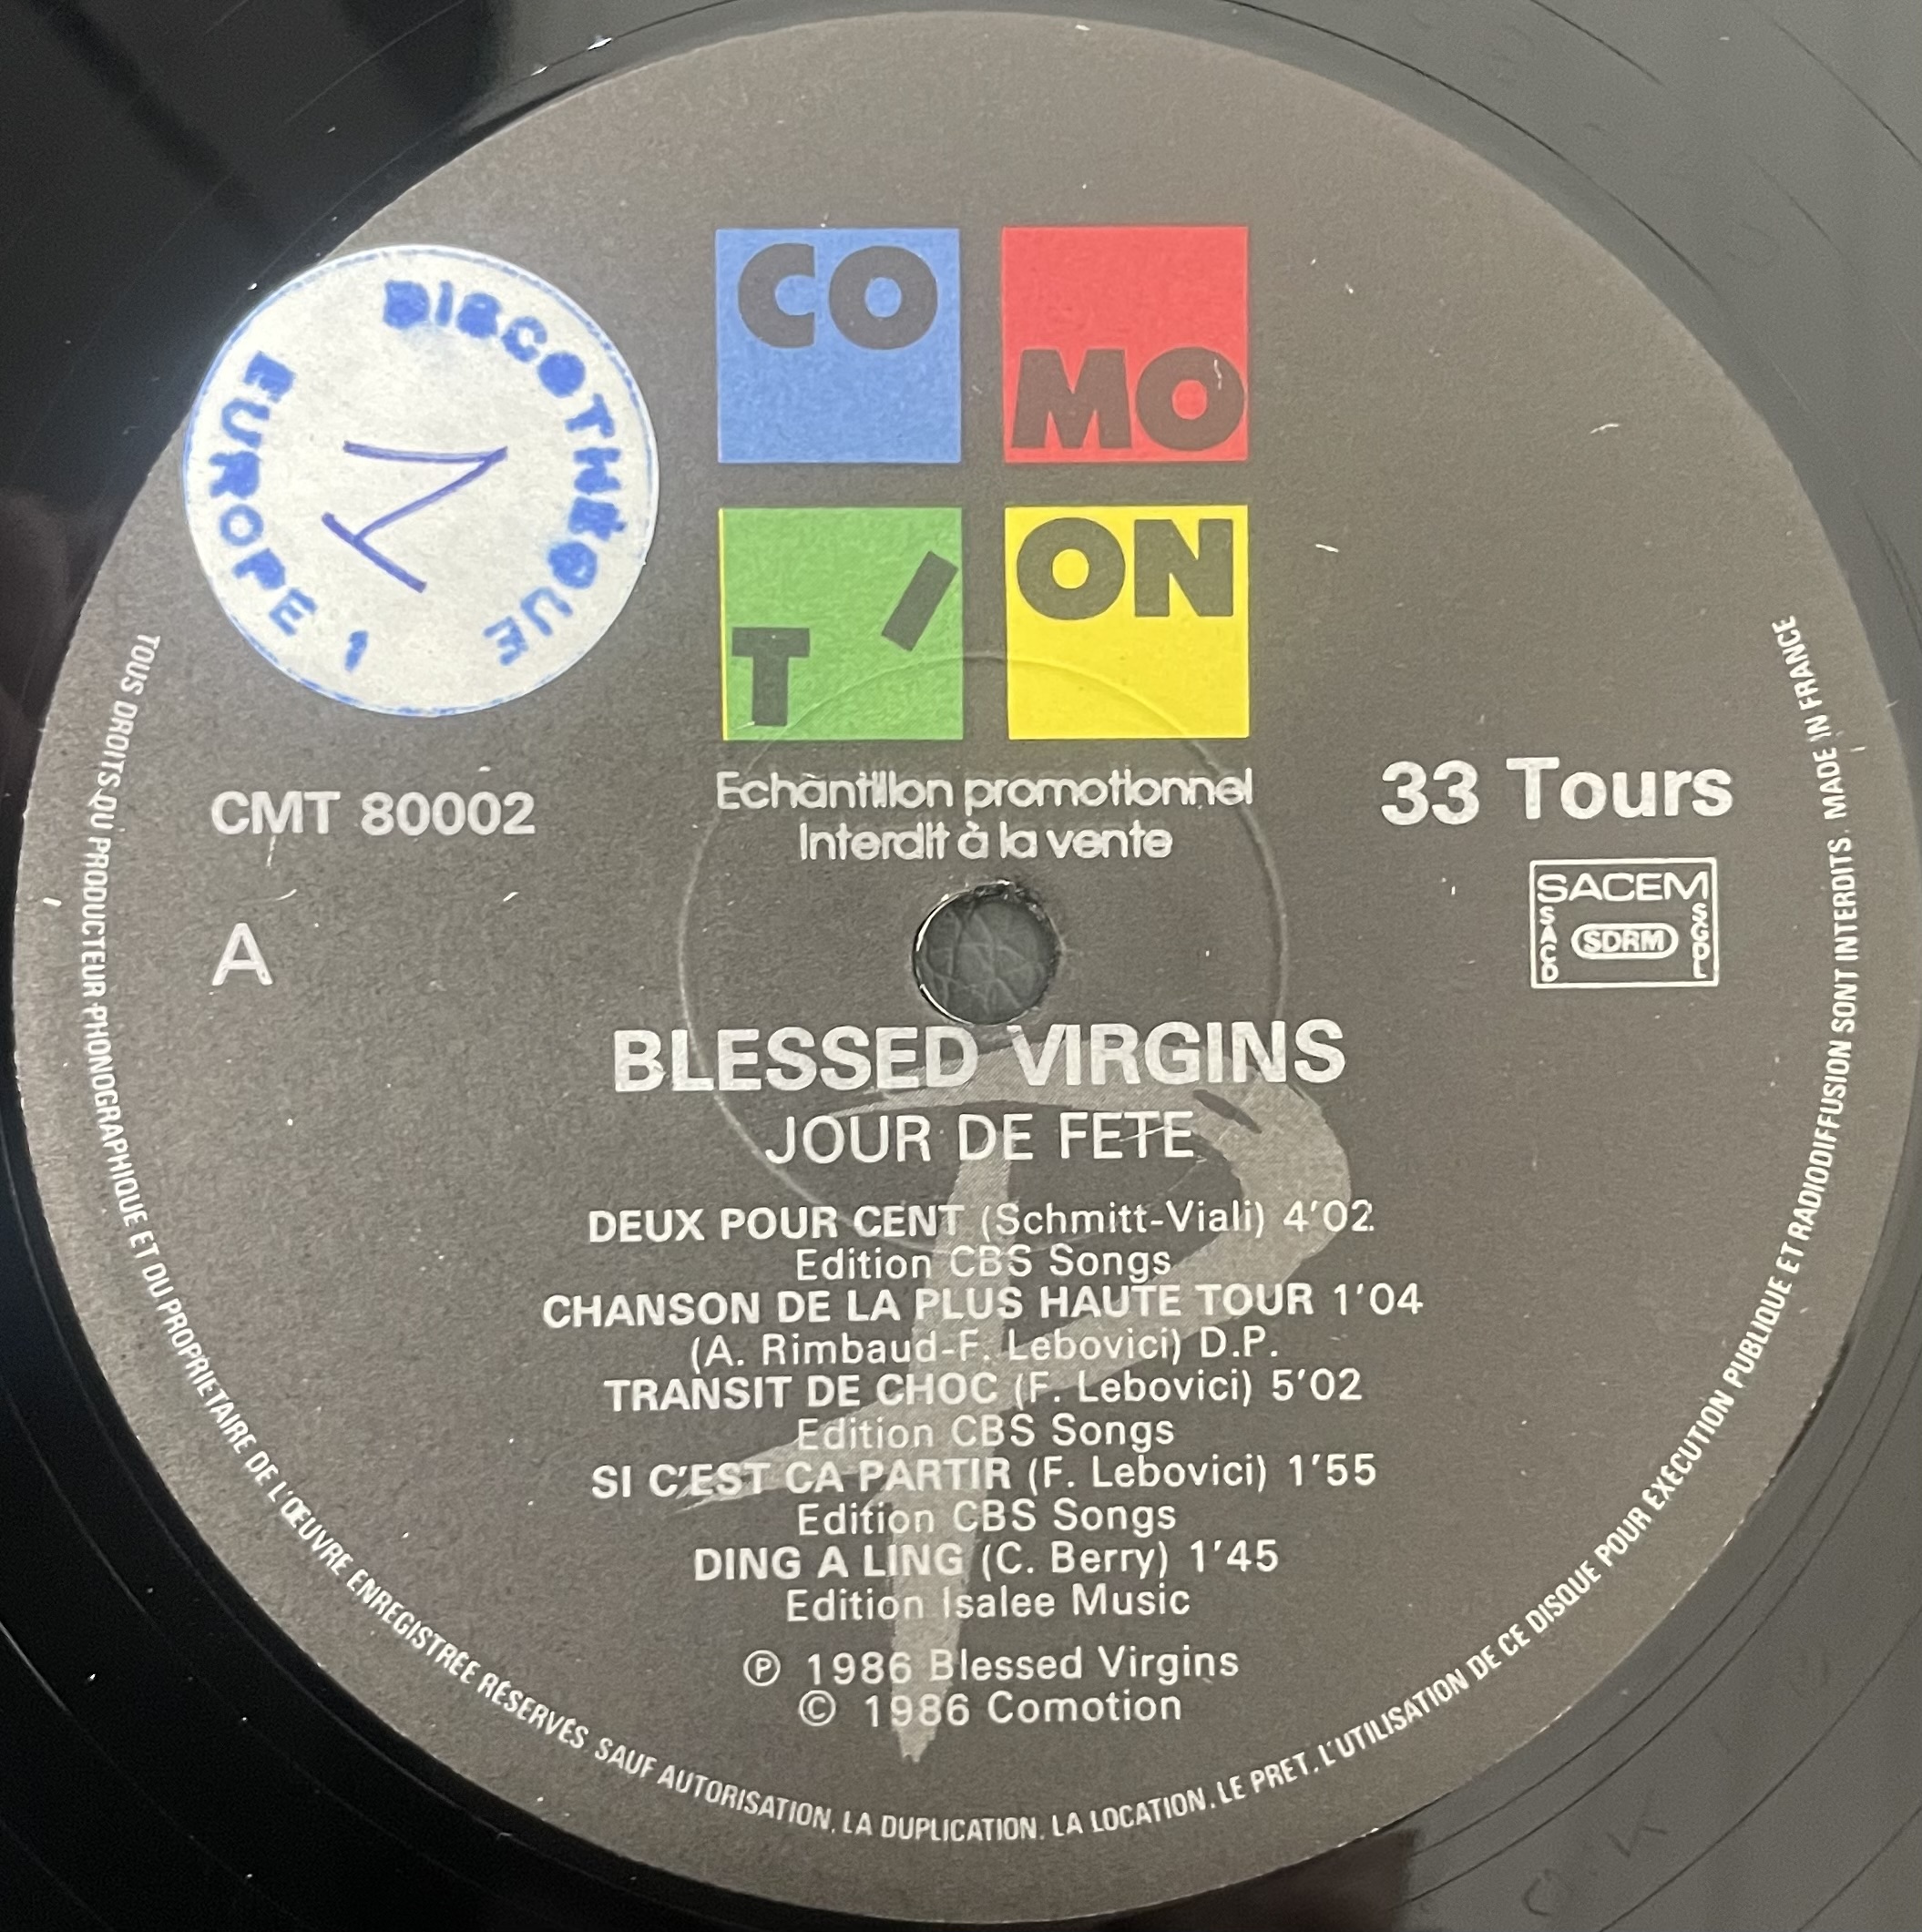 DISCOTHÈQUE
EUROPE 1
CO
MO
T'
ON
Echantillon promotionnel
Interdit à la vente
CMT 80002
33 Tours
A
SACEM
SACD
SDRM
SGDL
BLESSED VIRGINS
JOUR DE FETE
DEUX POUR CENT (Schmitt-Viali) 4'02
Edition CBS Songs
CHANSON DE LA PLUS HAUTE TOUR 1'04
(A. Rimbaud-F. Lebovici) D.P.
TRANSIT DE CHOC (F. Lebovici) 5'02
Edition CBS Songs
SI C'EST CA PARTIR (F. Lebovici) 1'55
Edition CBS Songs
DING A LING (C. Berry) 1'45
Edition Isalee Music
℗ 1986 Blessed Virgins
© 1986 Comotion
TOUS DROITS DU PRODUCTEUR PHONOGRAPHIQUE ET DU PROPRIETAIRE DE L'ŒUVRE ENREGISTRÉE RÉSERVÉS. SAUF AUTORISATION, LA DUPLICATION, LA LOCATION, LE PRET, L'UTILISATION DE CE DISQUE POUR EXÉCUTION PUBLIQUE ET RADIODIFFUSION SONT INTERDITS. MADE IN FRANCE